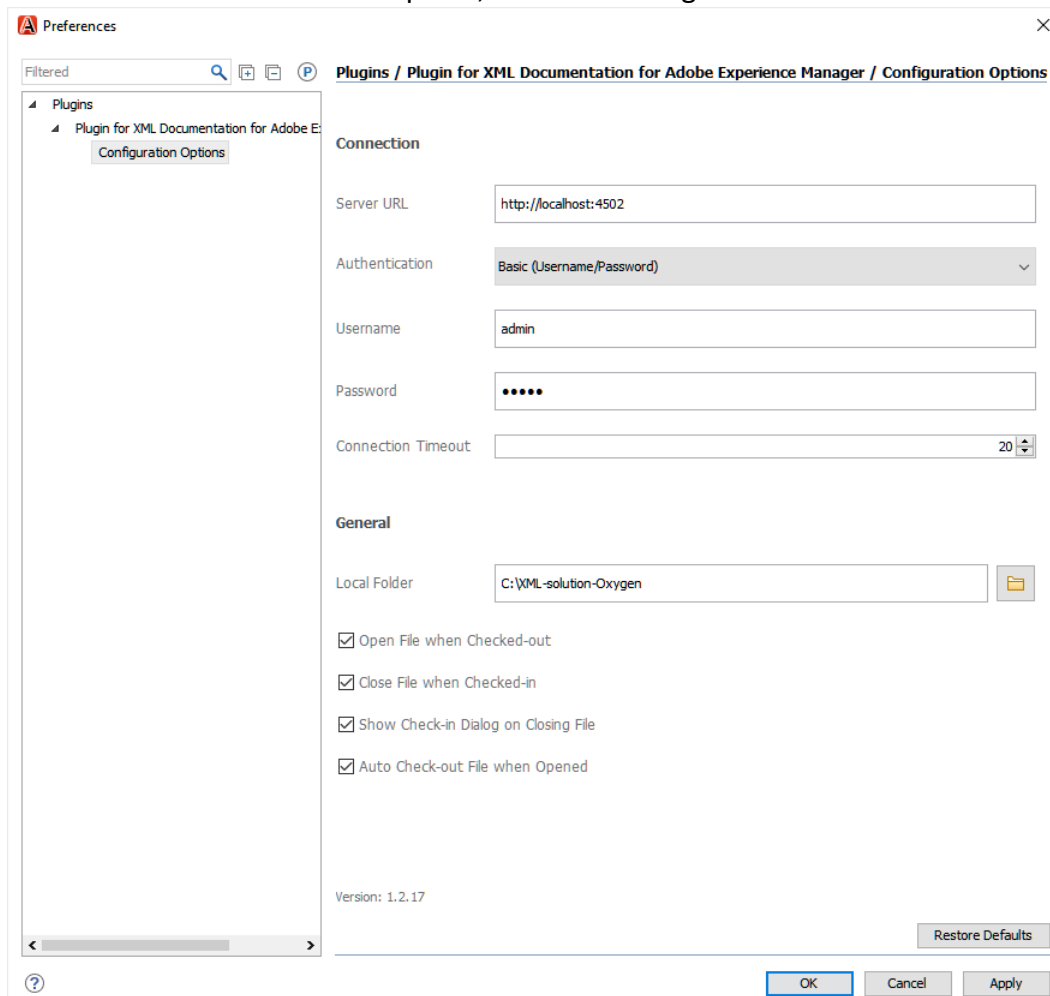 Preferences
Filtered
P
Plugins / Plugin for XML Documentation for Adobe Experience Manager / Configuration Options
Plugins
Plugin for XML Documentation for Adobe E
Configuration Options
Connection
Server URL
http://localhost:4502
Authentication
Basic (Username/Password)
Username
admin
Password
•••••
Connection Timeout
20
General
Local Folder
C:\XML-solution-Oxygen
Open File when Checked-out
Close File when Checked-in
Show Check-in Dialog on Closing File
Auto Check-out File when Opened
Version: 1.2.17
Restore Defaults
?
OK
Cancel
Apply